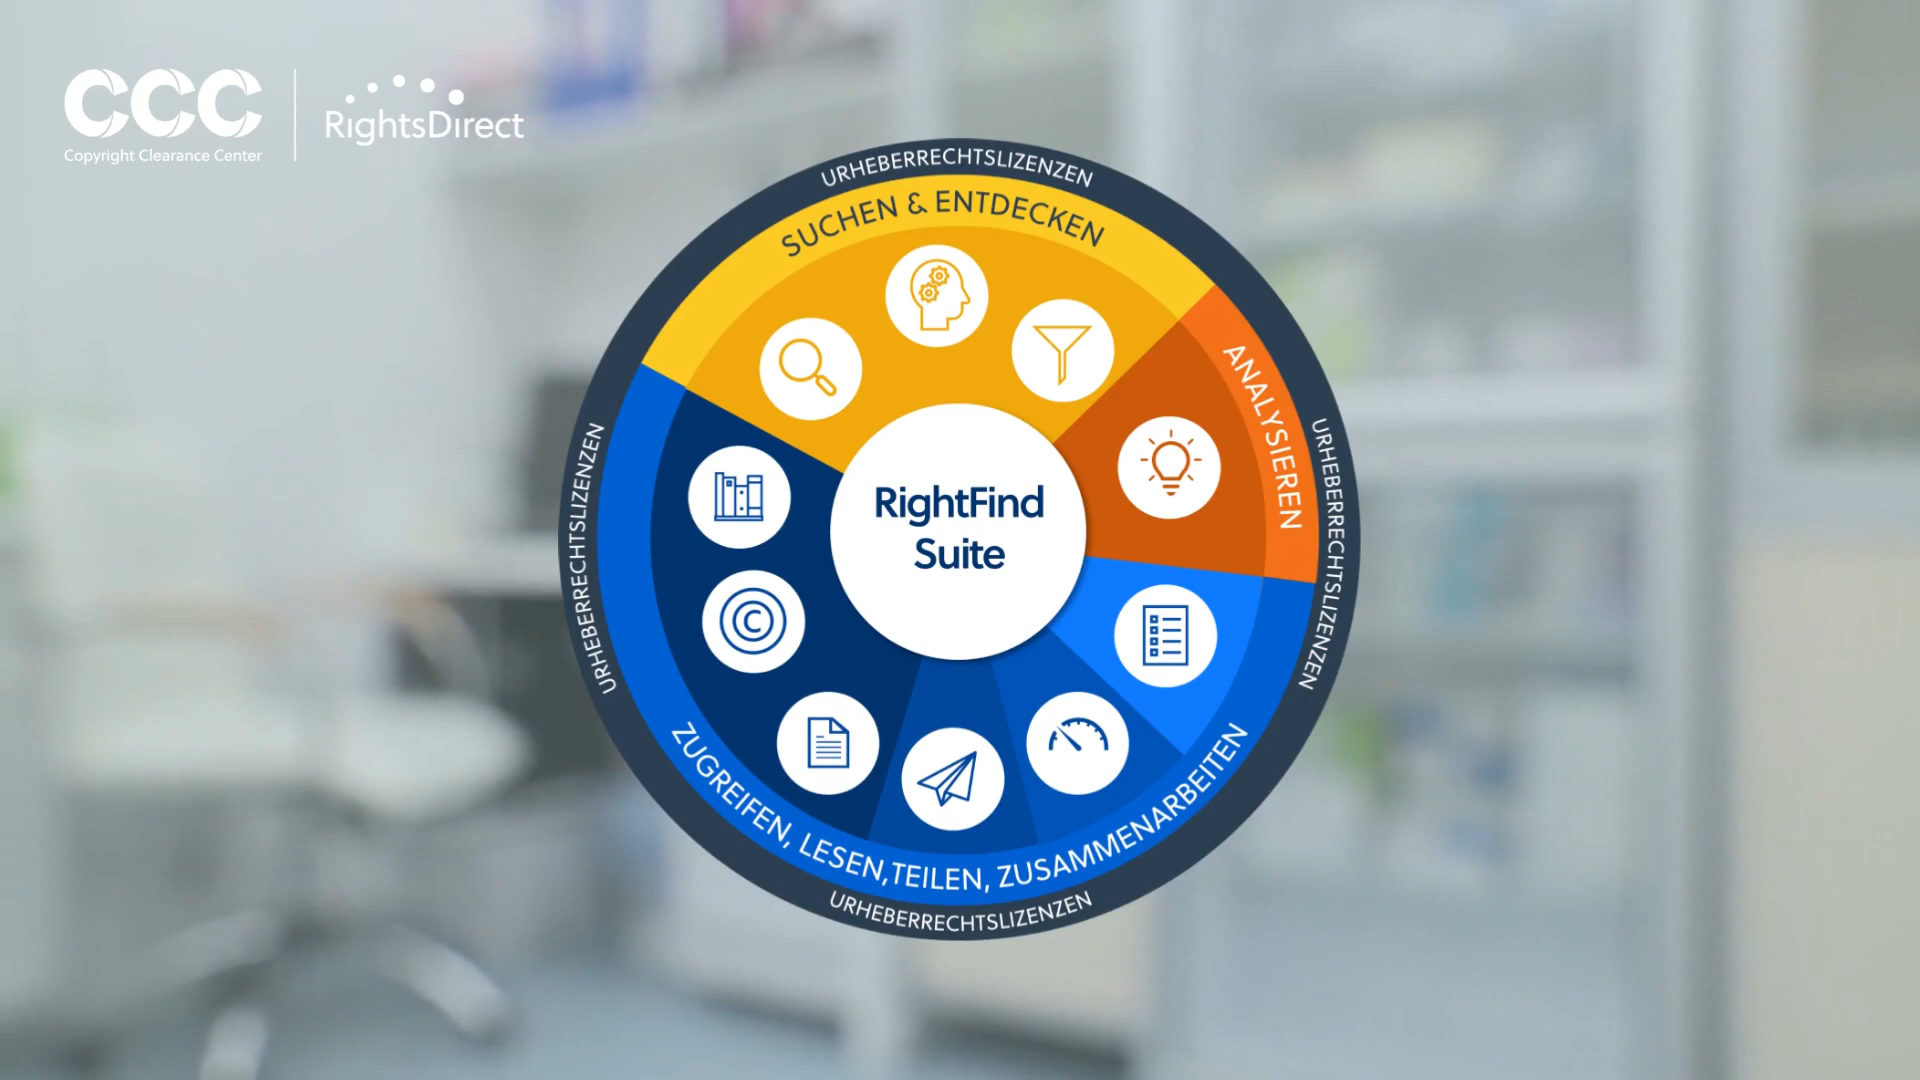 CCC
Copyright Clearance Center
RightsDirect
URHEBERRECHTSLIZENZEN
SUCHEN & ENTDECKEN
ANALYSIEREN
URHEBERRECHTSLIZENZEN
URHEBERRECHTSLIZENZEN
RightFind
Suite
©
ZUGREIFEN, LESEN, TEILEN, ZUSAMMENARBEITEN
URHEBERRECHTSLIZENZEN